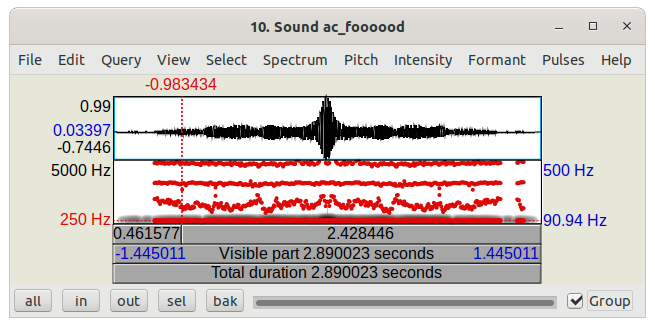 10. Sound ac_foooood
File Edit Query View Select Spectrum Pitch Intensity Formant Pulses Help
-0.983434
0.99
0.03397
-0.7446
5000 Hz 500 Hz
250 Hz 90.94 Hz
0.461577 2.428446
-1.445011 Visible part 2.890023 seconds 1.445011
Total duration 2.890023 seconds
all in out sel bak Group